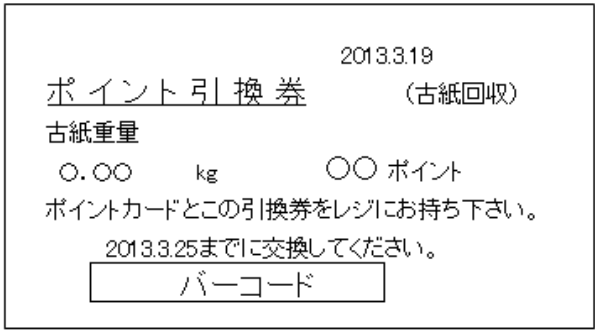 2013.3.19
ポイント引換券 (古紙回収)
古紙重量
○.○○ kg ○○ ポイント
ポイントカードとこの引換券をレジにお持ち下さい。
2013.3.25までに交換してください。
バーコード